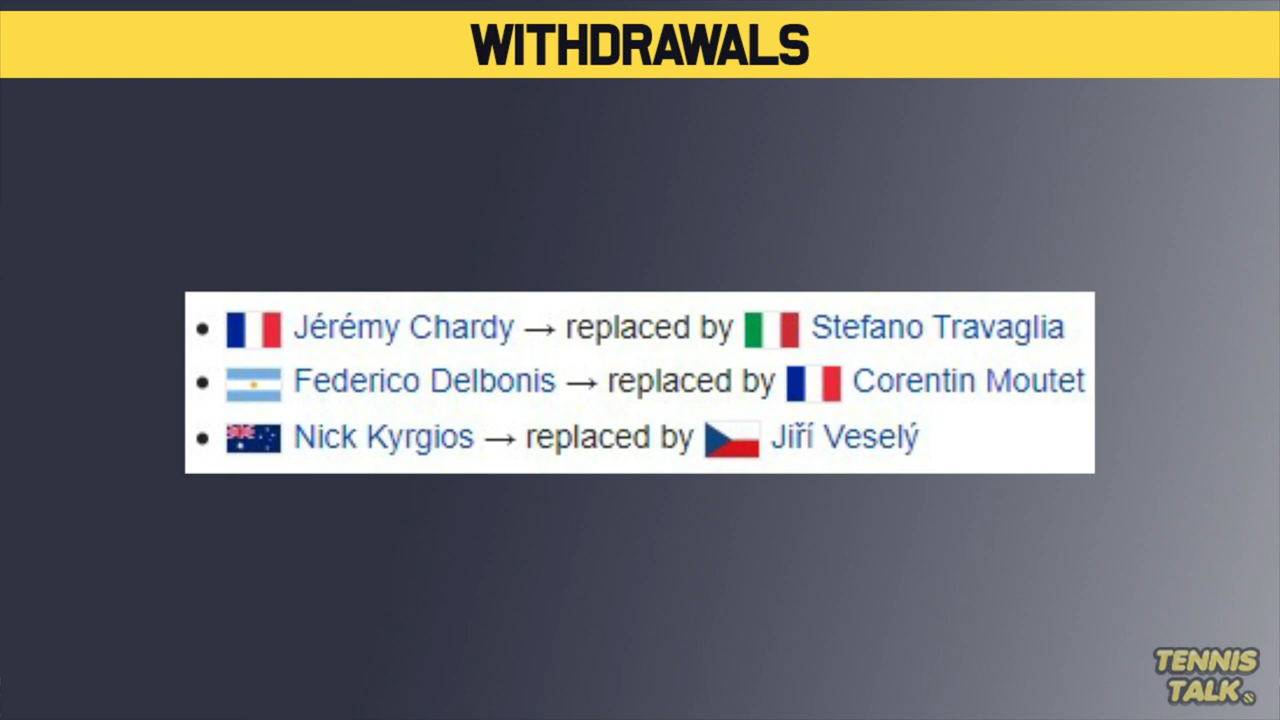 WITHDRAWALS
• Jérémy Chardy → replaced by Stefano Travaglia
• Federico Delbonis → replaced by Corentin Moutet
• Nick Kyrgios → replaced by Jiří Veselý
TENNIS
TALK